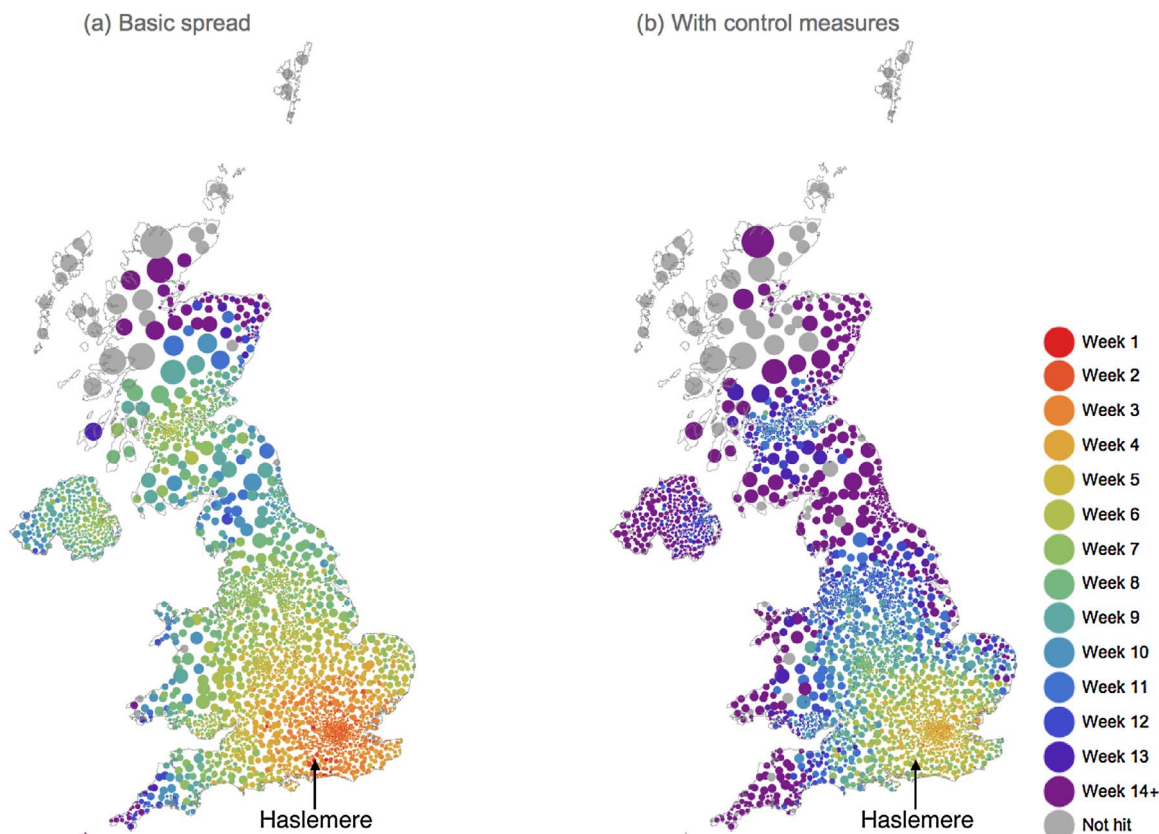 (a) Basic spread
(b) With control measures
Week 1
Week 2
Week 3
Week 4
Week 5
Week 6
Week 7
Week 8
Week 9
Week 10
Week 11
Week 12
Week 13
Week 14+
Not hit
Haslemere
Haslemere